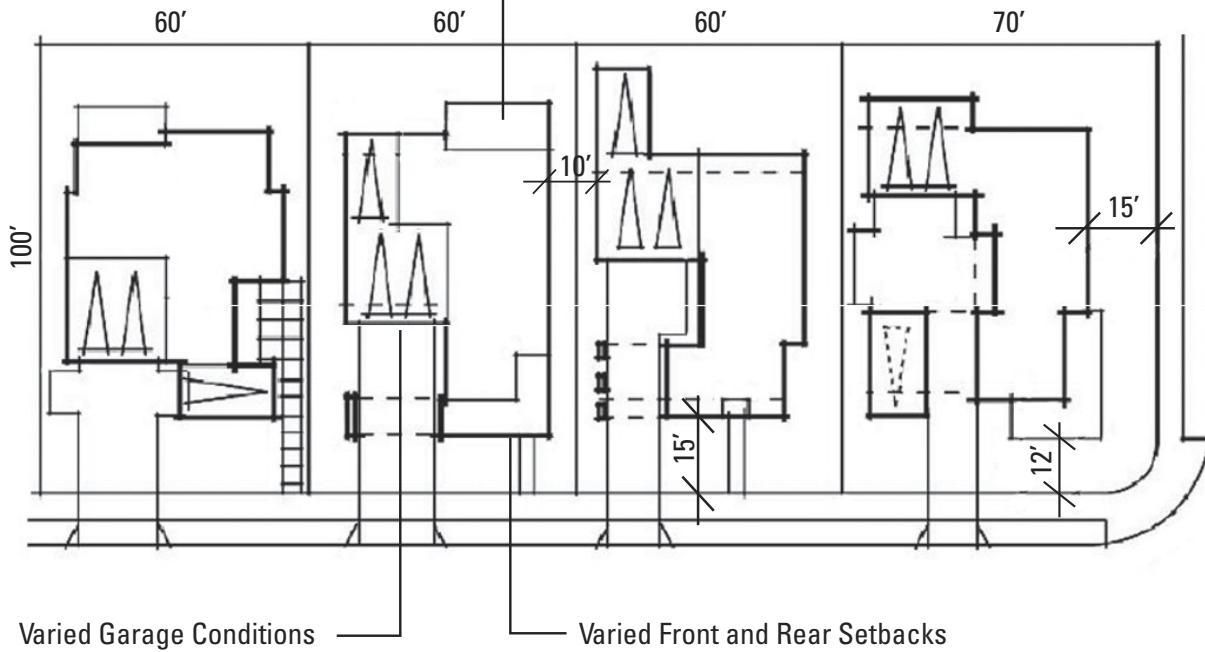 60’ 60’ 60’ 70’
10’
15’
100’
15’
12’
Varied Garage Conditions
Varied Front and Rear Setbacks